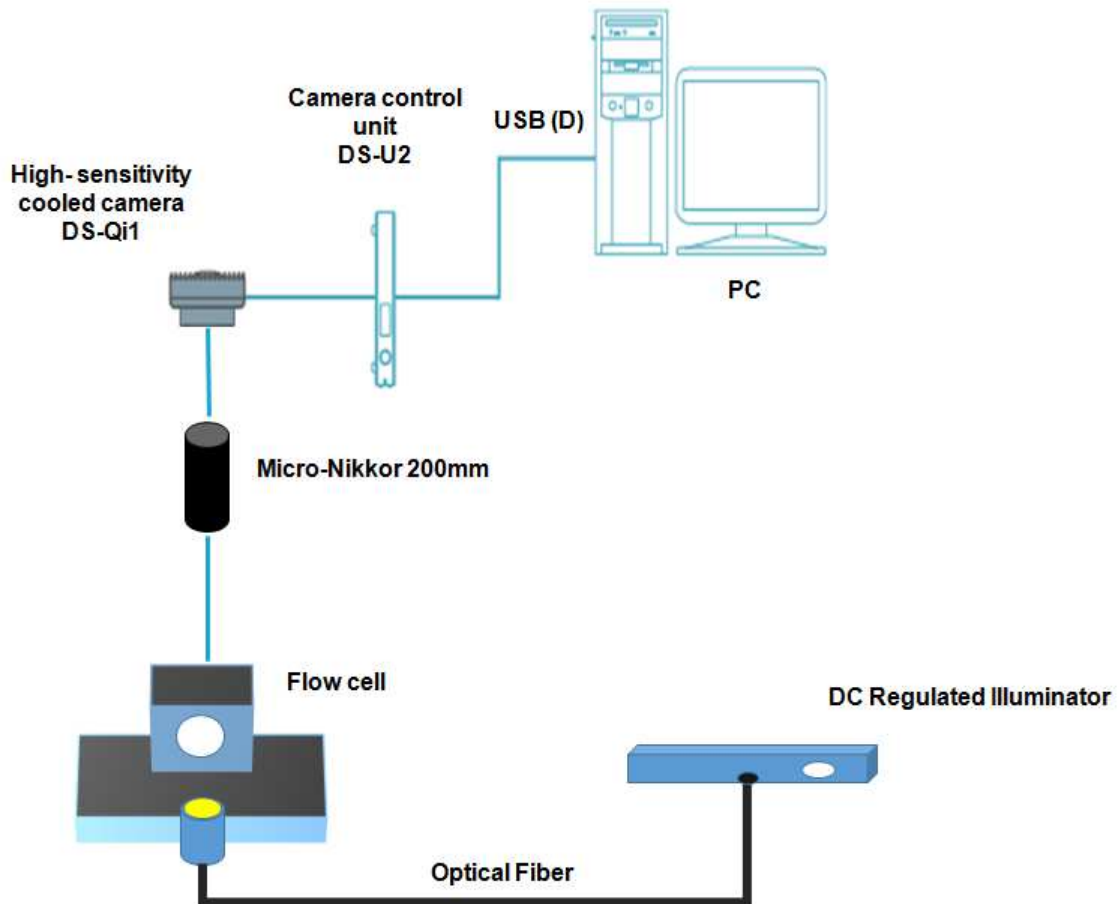 Camera control
unit
DS-U2
USB (D)
High- sensitivity
cooled camera
DS-Qi1
PC
Micro-Nikkor 200mm
Flow cell
DC Regulated Illuminator
Optical Fiber